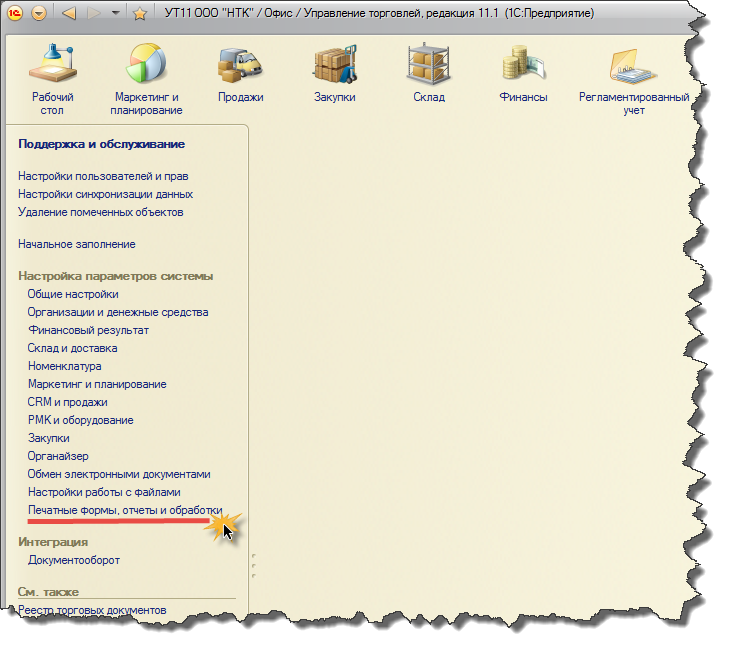 УТ11 ООО "НТК" / Офис / Управление торговлей, редакция 11.1 (1С:Предприятие)
Рабочий стол
Маркетинг и планирование
Продажи
Закупки
Склад
Финансы
Регламентированный учет
Поддержка и обслуживание
Настройки пользователей и прав
Настройки синхронизации данных
Удаление помеченных объектов
Начальное заполнение
Настройка параметров системы
Общие настройки
Организации и денежные средства
Финансовый результат
Склад и доставка
Номенклатура
Маркетинг и планирование
CRM и продажи
РМК и оборудование
Закупки
Органайзер
Обмен электронными документами
Настройки работы с файлами
Печатные формы, отчеты и обработки
Интеграция
Документооборот
См. также
Реестр торговых документов